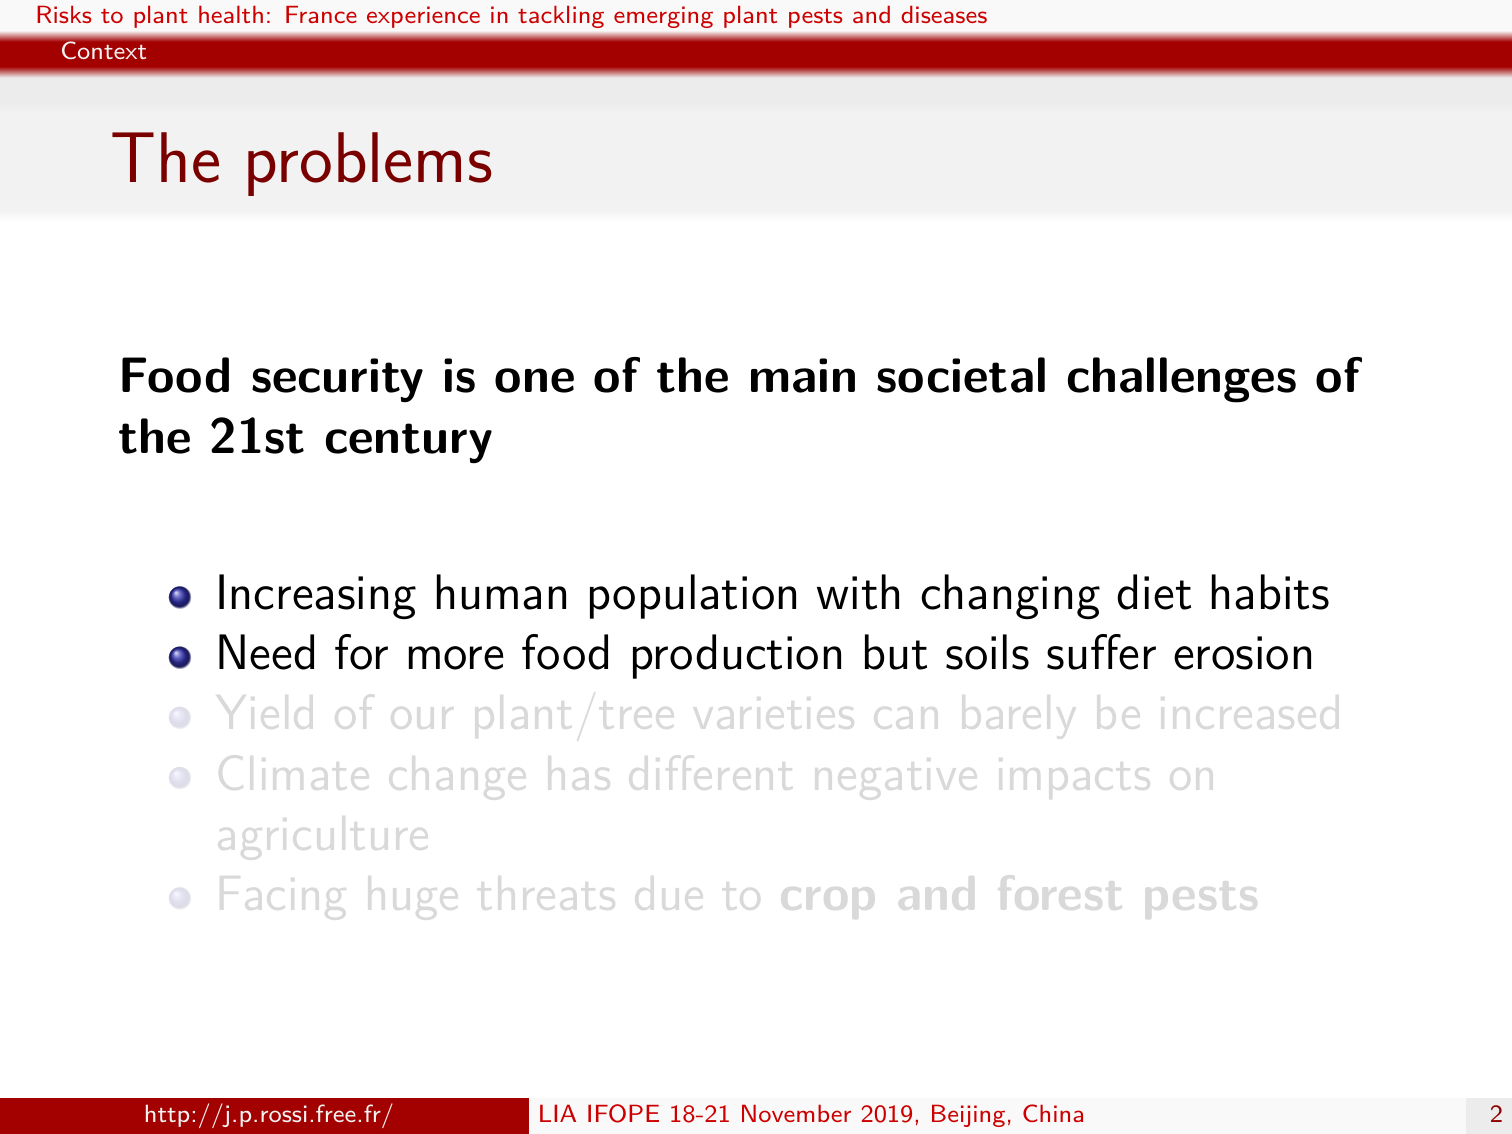 Risks to plant health: France experience in tackling emerging plant pests and diseases
Context
The problems
Food security is one of the main societal challenges of
the 21st century
Increasing human population with changing diet habits
Need for more food production but soils suffer erosion
Yield of our plant/tree varieties can barely be increased
Climate change has different negative impacts on
agriculture
Facing huge threats due to crop and forest pests
http://j.p.rossi.free.fr/
LIA IFOPE 18-21 November 2019, Beijing, China
2